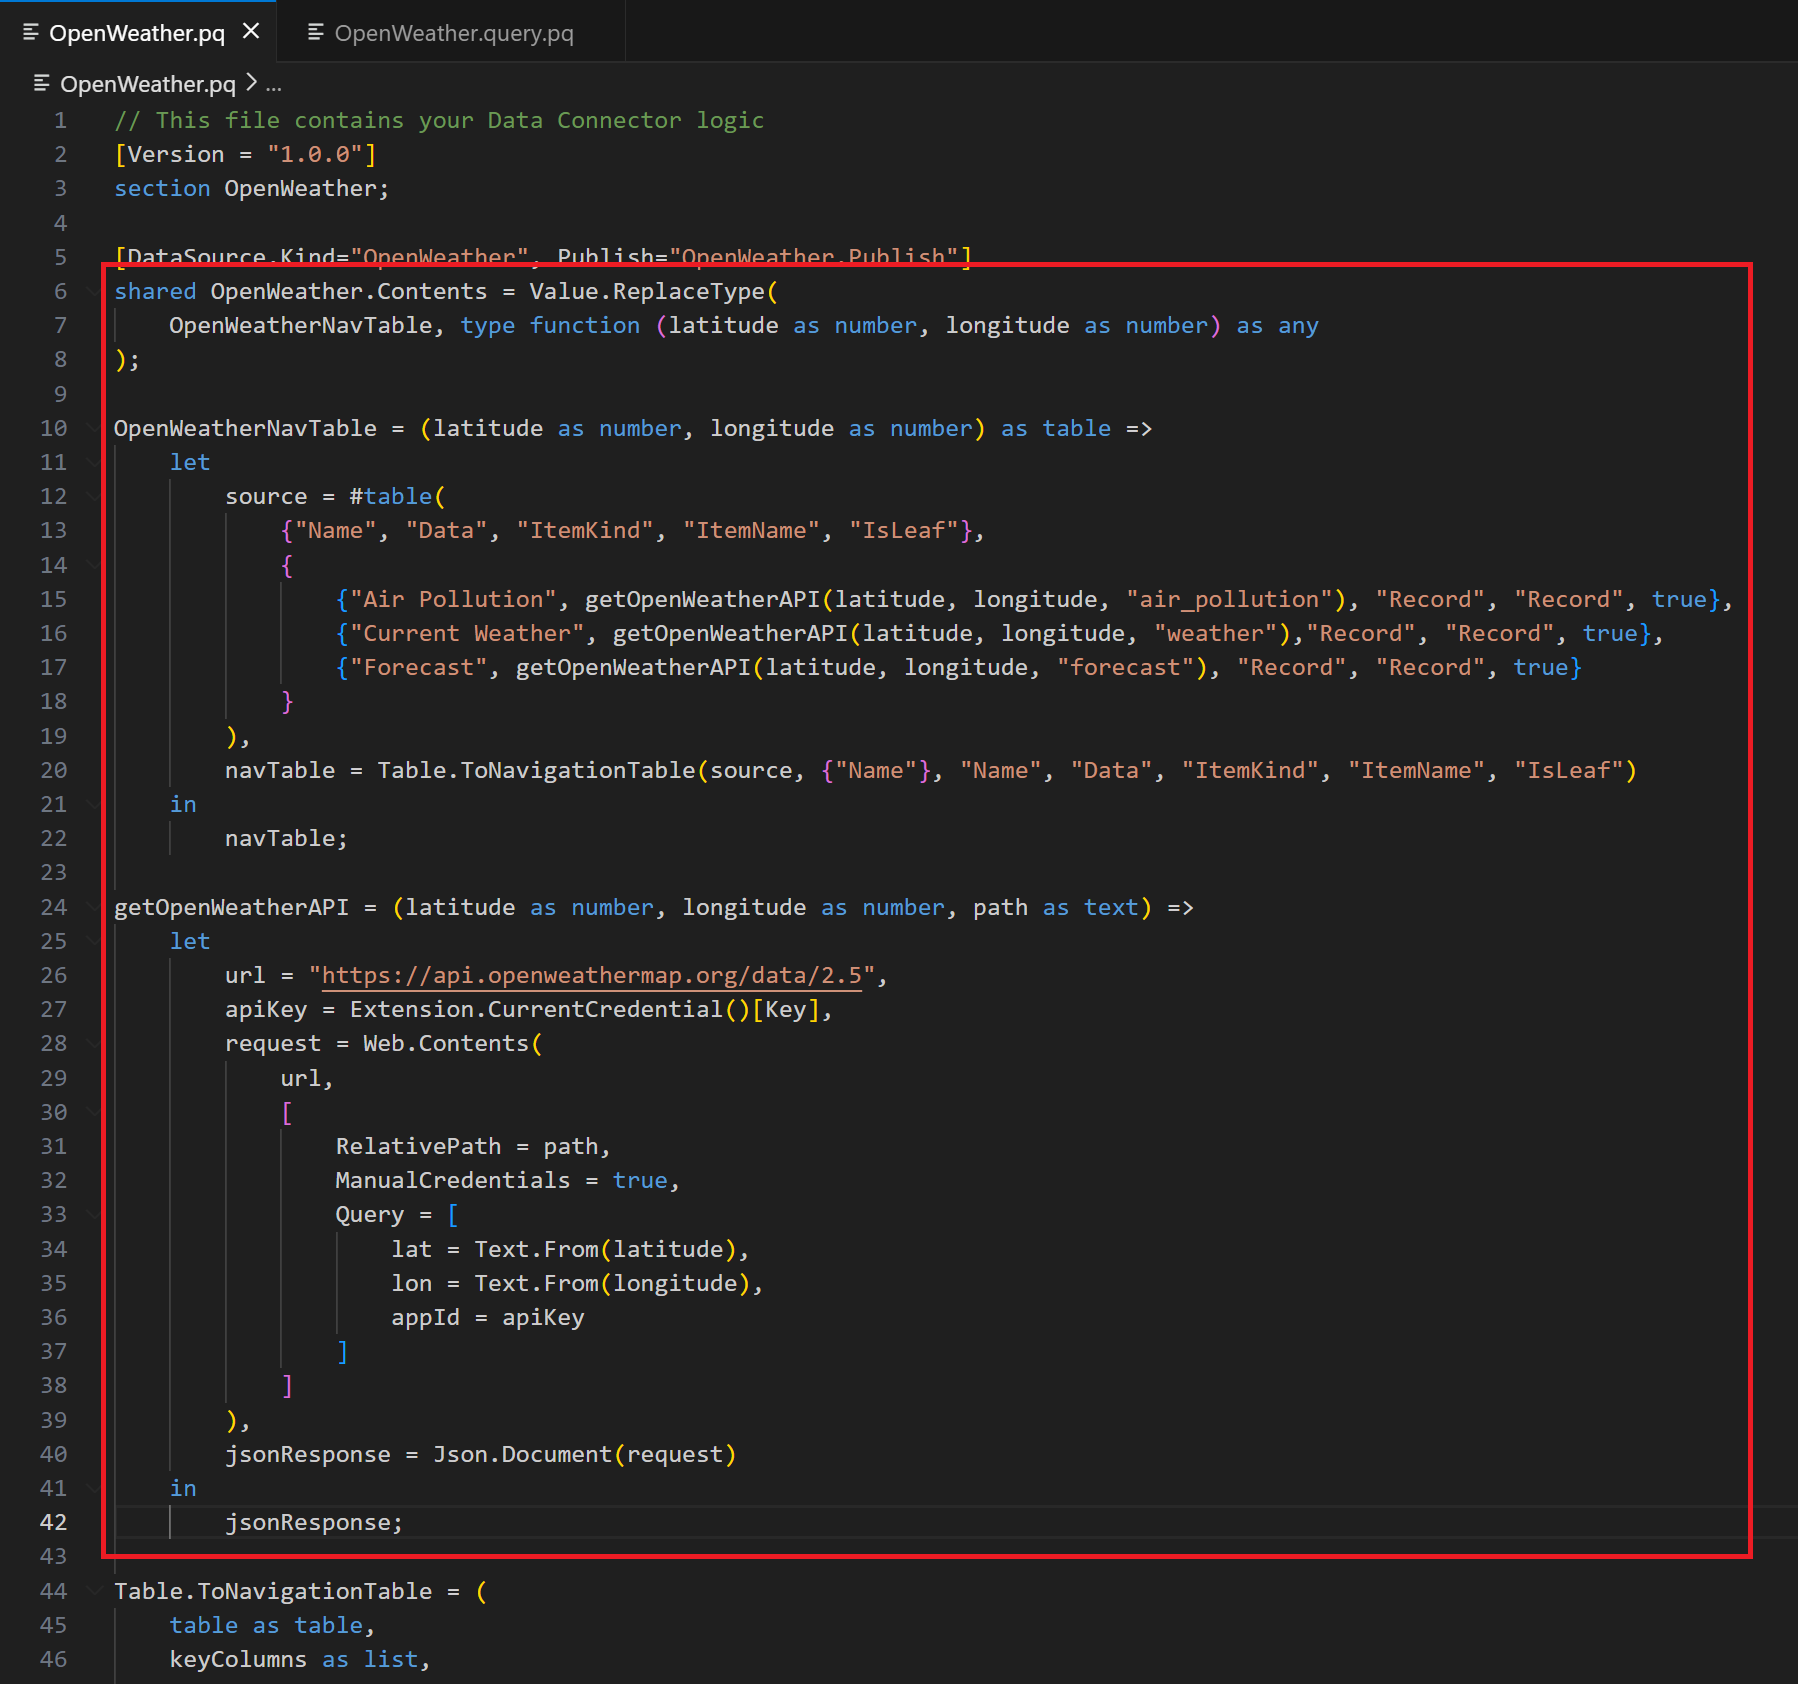 OpenWeather.pq
OpenWeather.query.pq
OpenWeather.pq > ...
1 // This file contains your Data Connector logic
2 [Version = "1.0.0"]
3 section OpenWeather;
4
5 [DataSource.Kind="OpenWeather", Publish="OpenWeather.Publish"]
6 shared OpenWeather.Contents = Value.ReplaceType(
7     OpenWeatherNavTable, type function (latitude as number, longitude as number) as any
8 );
9
10 OpenWeatherNavTable = (latitude as number, longitude as number) as table =>
11     let
12         source = #table(
13             {"Name", "Data", "ItemKind", "ItemName", "IsLeaf"},
14             {
15                 {"Air Pollution", getOpenWeatherAPI(latitude, longitude, "air_pollution"), "Record", "Record", true},
16                 {"Current Weather", getOpenWeatherAPI(latitude, longitude, "weather"),"Record", "Record", true},
17                 {"Forecast", getOpenWeatherAPI(latitude, longitude, "forecast"), "Record", "Record", true}
18             }
19         ),
20         navTable = Table.ToNavigationTable(source, {"Name"}, "Name", "Data", "ItemKind", "ItemName", "IsLeaf")
21     in
22         navTable;
23
24 getOpenWeatherAPI = (latitude as number, longitude as number, path as text) =>
25     let
26         url = "https://api.openweathermap.org/data/2.5",
27         apiKey = Extension.CurrentCredential()[Key],
28         request = Web.Contents(
29             url,
30             [
31                 RelativePath = path,
32                 ManualCredentials = true,
33                 Query = [
34                     lat = Text.From(latitude),
35                     lon = Text.From(longitude),
36                     appId = apiKey
37                 ]
38             ]
39         ),
40         jsonResponse = Json.Document(request)
41     in
42         jsonResponse;
43
44 Table.ToNavigationTable = (
45     table as table,
46     keyColumns as list,